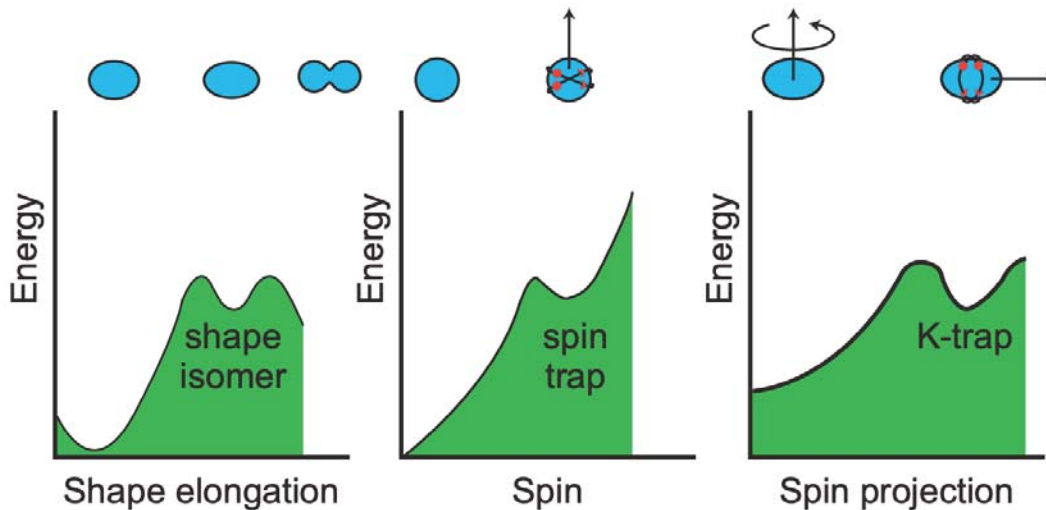 Energy
shape
isomer
Shape elongation
Energy
spin
trap
Spin
Energy
K-trap
Spin projection